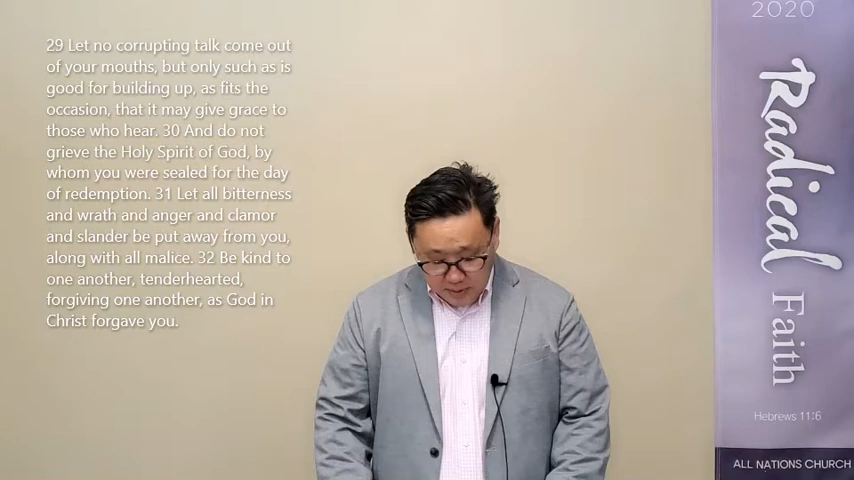 29 Let no corrupting talk come out
of your mouths, but only such as is
good for building up, as fits the
occasion, that it may give grace to
those who hear. 30 And do not
grieve the Holy Spirit of God, by
whom you were sealed for the day
of redemption. 31 Let all bitterness
and wrath and anger and clamor
and slander be put away from you,
along with all malice. 32 Be kind to
one another, tenderhearted,
forgiving one another, as God in
Christ forgave you.
2020
Radical
Faith
Hebrews 11:6
ALL NATIONS CHURCH